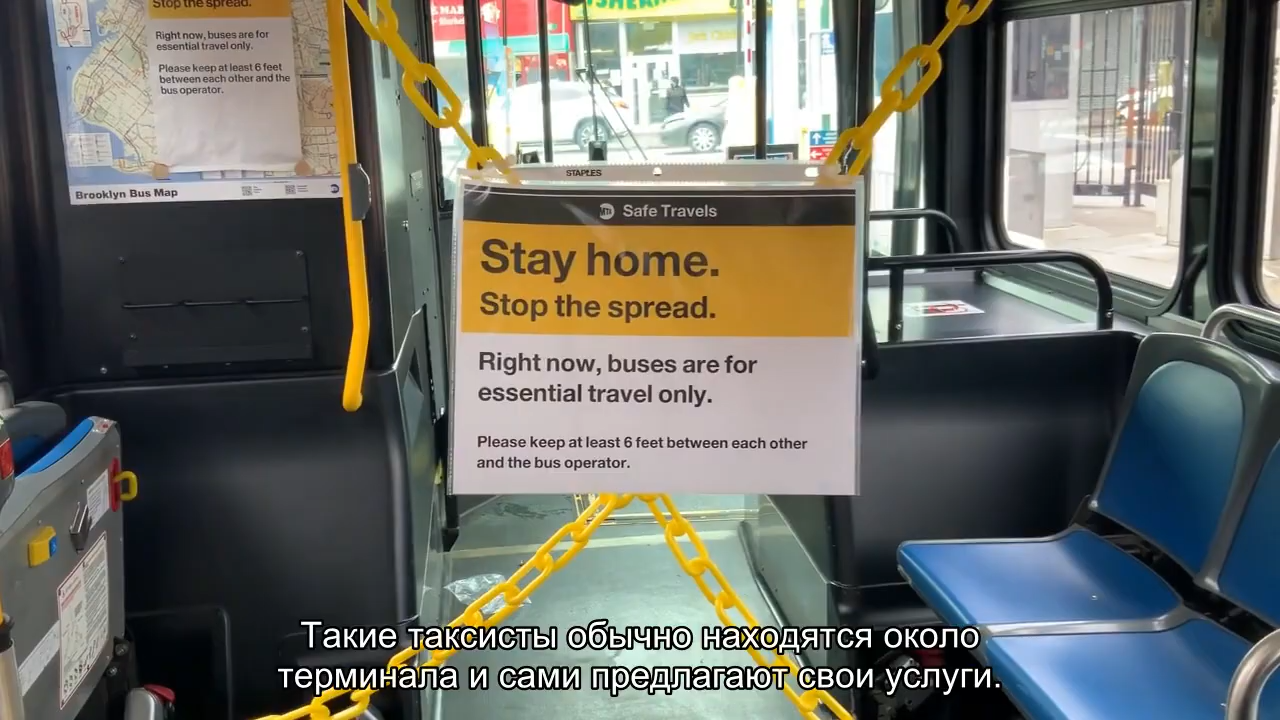 Stop the spread.
Right now, buses are for
essential travel only.
Please keep at least 6 feet
between each other and the
bus operator.
Brooklyn Bus Map
STAPLES
MTA Safe Travels
Stay home.
Stop the spread.
Right now, buses are for
essential travel only.
Please keep at least 6 feet between each other
and the bus operator.
Такие таксисты обычно находятся около
терминала и сами предлагают свои услуги.